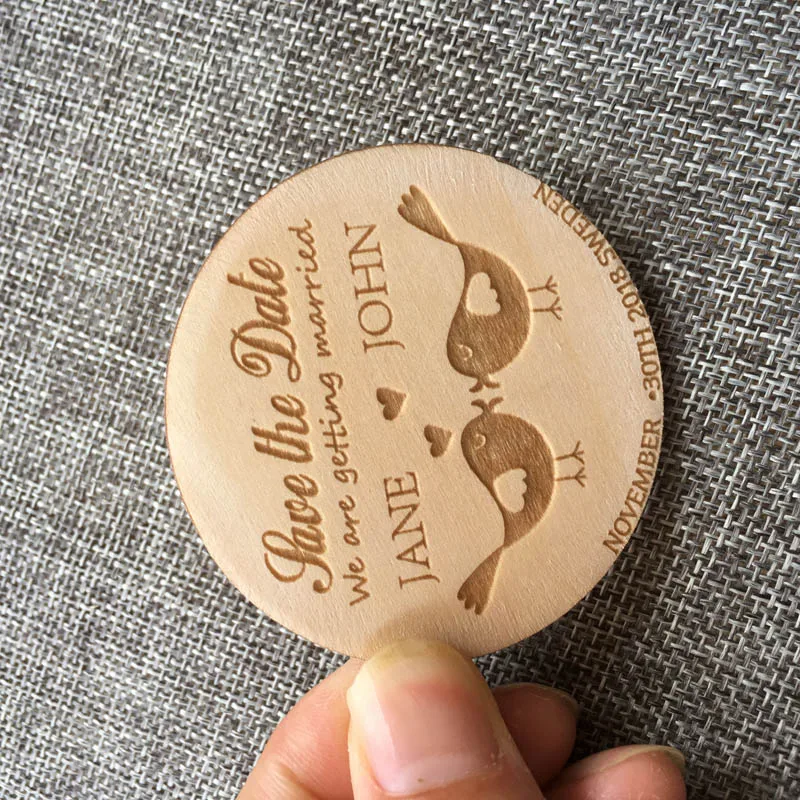 Save the Date
We are getting married
JANE JOHN
NOVEMBER •30TH 2018 SWEDEN